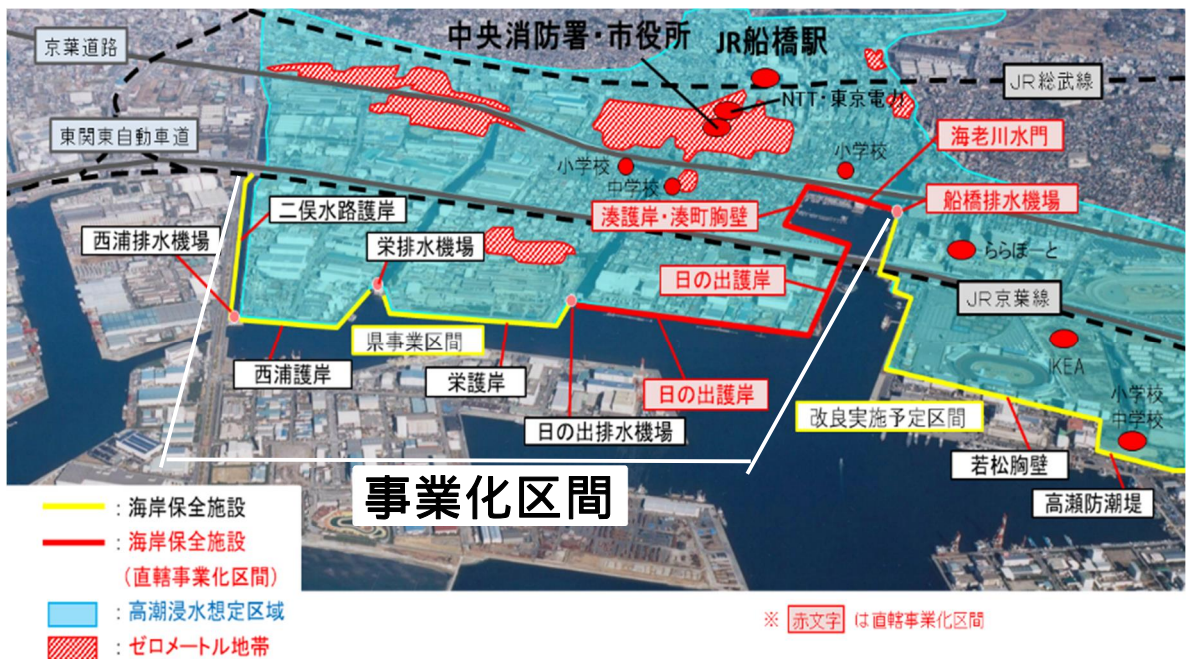 中央消防署・市役所
JR船橋駅
京葉道路
JR総武線
NTT・東京電力
東関東自動車道
海老川水門
小学校
小学校
中学校
船橋排水機場
二俣水路護岸
湊護岸・湊町胸壁
西浦排水機場
栄排水機場
ららぽーと
日の出護岸
JR京葉線
県事業区間
IKEA
西浦護岸
栄護岸
日の出護岸
小学校
中学校
改良実施予定区間
日の出排水機場
若松胸壁
事業化区間
高瀬防潮堤
：海岸保全施設
：海岸保全施設
(直轄事業化区間)
：高潮浸水想定区域
：ゼロメートル地帯
※ 赤文字 は直轄事業化区間